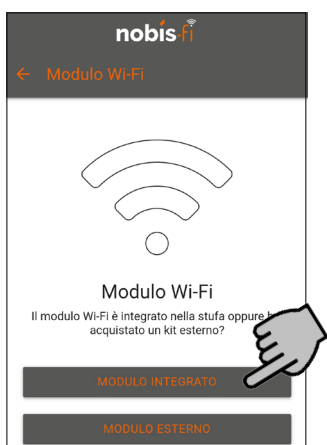 nobis-fi
← Modulo Wi-Fi
Modulo Wi-Fi
Il modulo Wi-Fi è integrato nella stufa oppure
acquistato un kit esterno?
MODULO INTEGRATO
MODULO ESTERNO